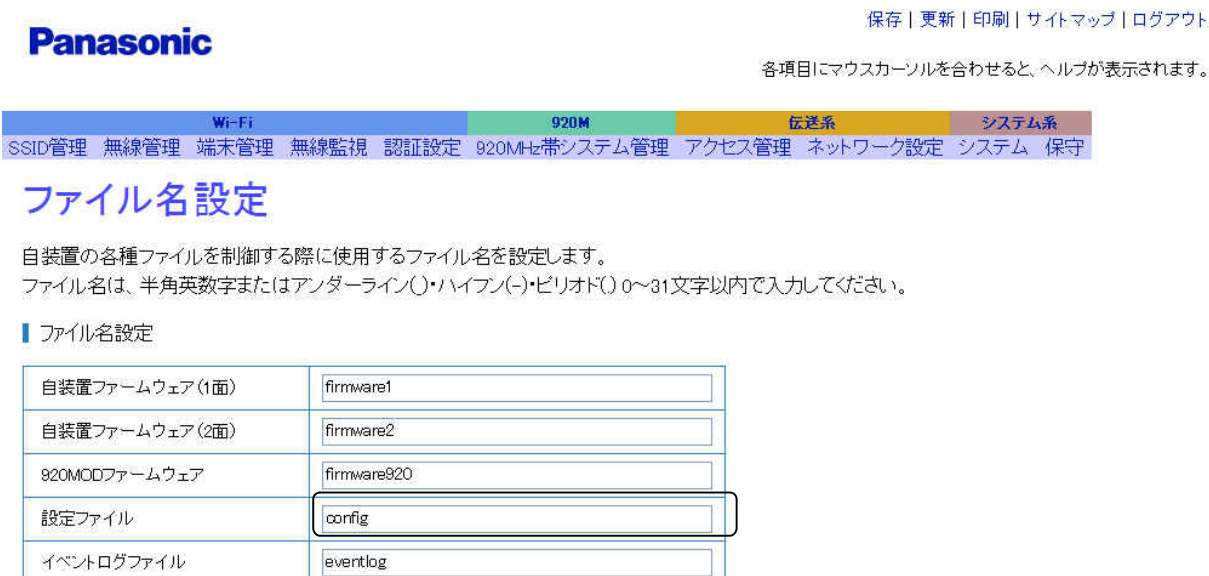 保存 | 更新 | 印刷 | サイトマップ | ログアウト
Panasonic
各項目にマウスカーソルを合わせると、ヘルプが表示されます。
Wi-Fi 920M 伝送系 システム系
SSID管理 無線管理 端末管理 無線監視 認証設定 920MHz帯システム管理 アクセス管理 ネットワーク設定 システム 保守
ファイル名設定
自装置の各種ファイルを制御する際に使用するファイル名を設定します。
ファイル名は、半角英数字またはアンダーライン()・ハイフン(-)・ピリオド(.) 0～31文字以内で入力してください。
ファイル名設定
自装置ファームウェア(1面) firmware1
自装置ファームウェア(2面) firmware2
920MODファームウェア firmware920
設定ファイル config
イベントログファイル eventlog